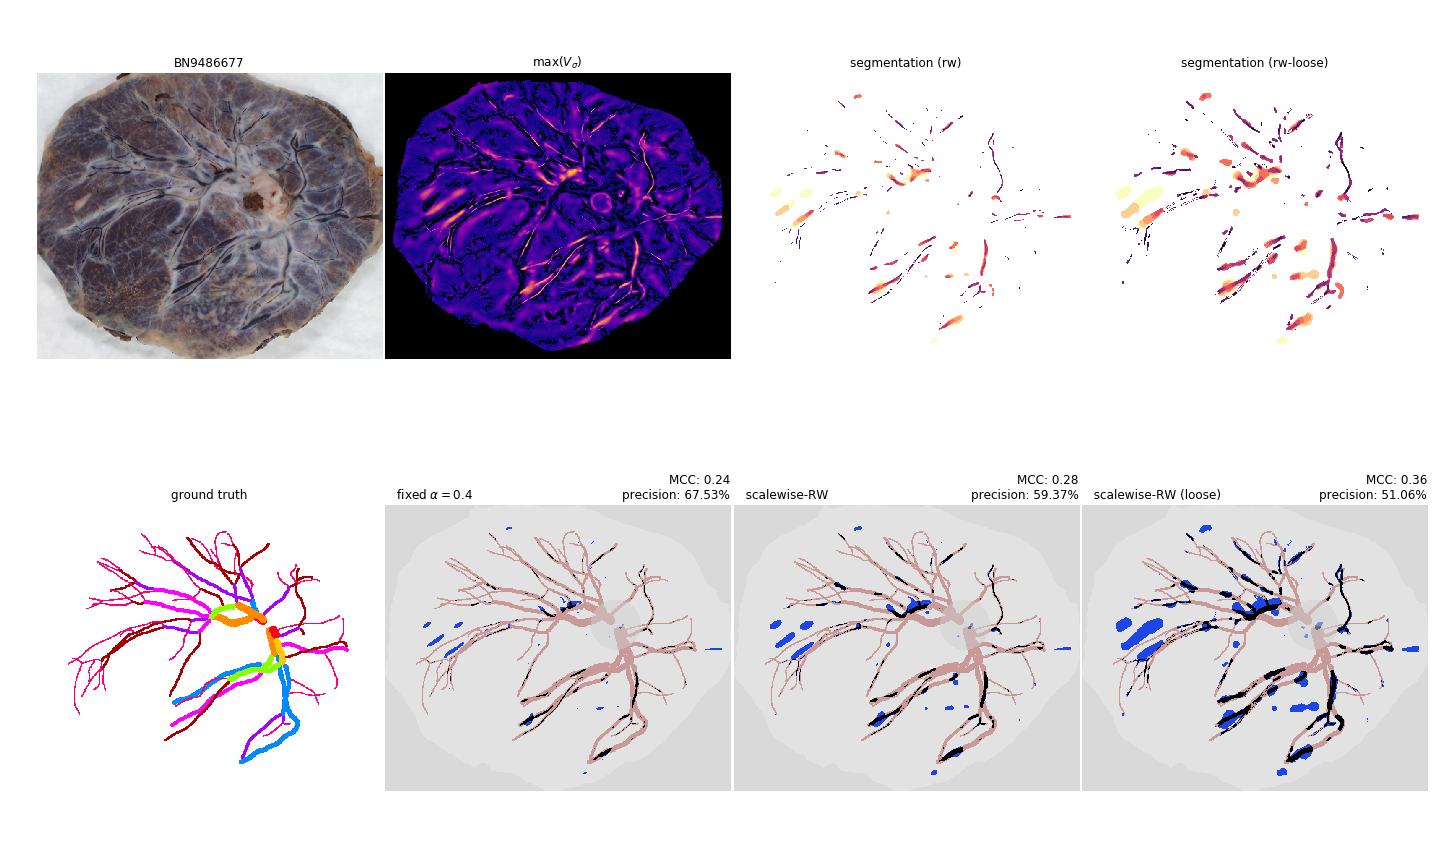 BN9486677
max(V_σ)
segmentation (rw)
segmentation (rw-loose)
ground truth
fixed α = 0.4
MCC: 0.24
precision: 67.53%
scalewise-RW
MCC: 0.28
precision: 59.37%
scalewise-RW (loose)
MCC: 0.36
precision: 51.06%